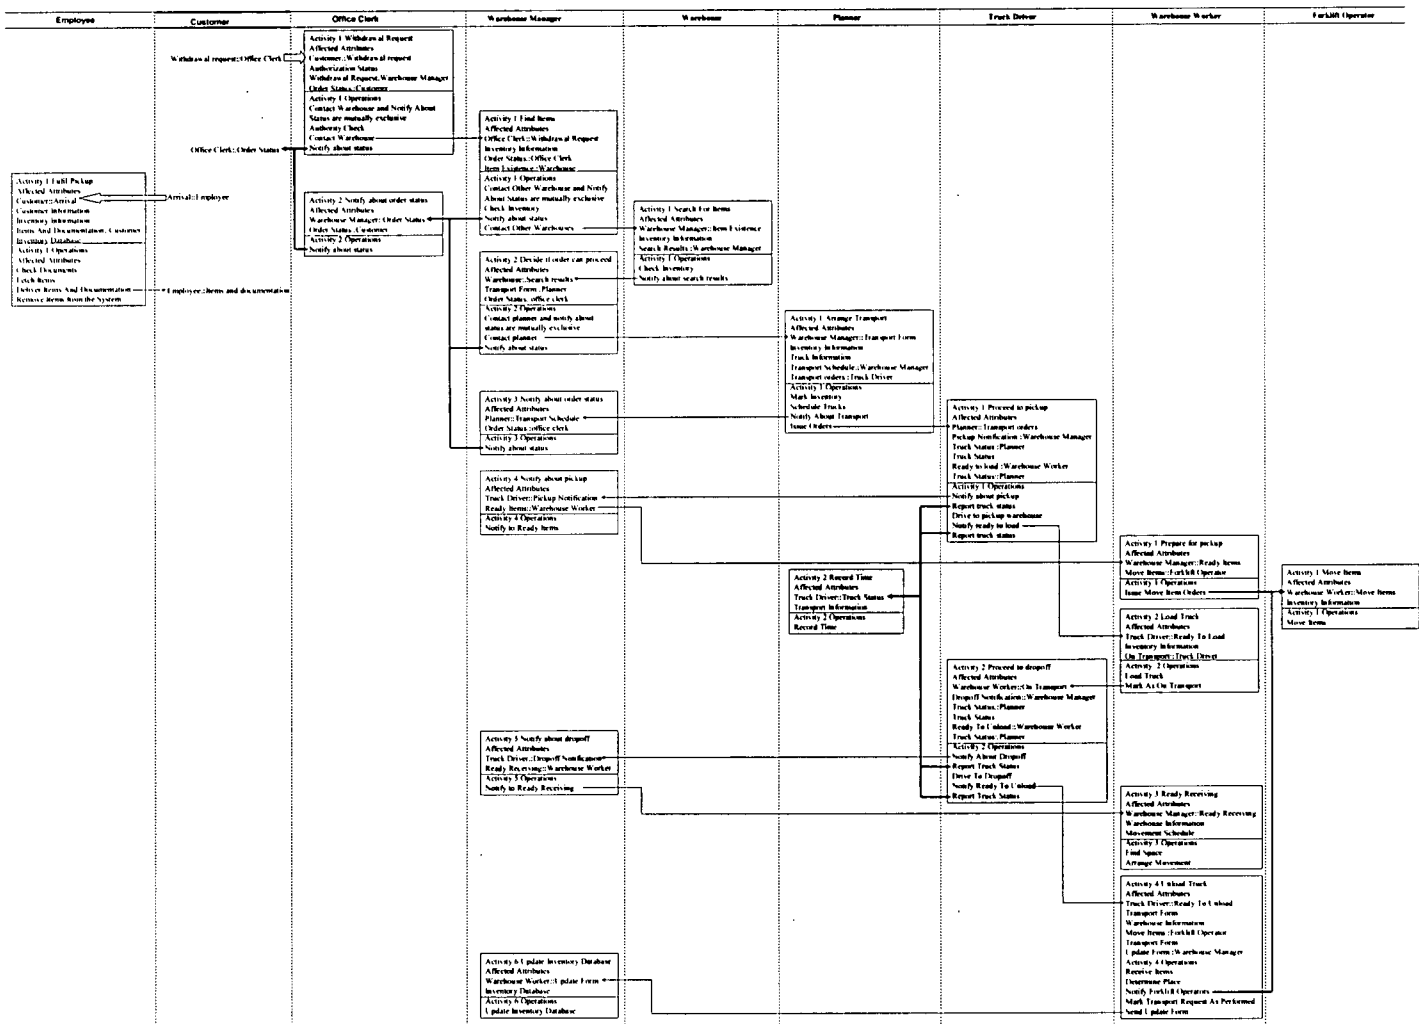 Employee
Customer
Office Clerk
Warehouse Manager
Warehouse
Planner
Truck Driver
Warehouse Worker
Forklift Operator
Activity 1 Fulfil Pickup
Affected Attributes
Customer::Arrival
Customer Information
Inventory Information
Items And Documentation::Customer
Inventory Database
Activity 1 Operations
Affected Attributes
Check Documents
Fetch Items
Deliver Items And Documentation
Remove Items from the System
Withdrawal request::Office Clerk
Office Clerk::Order Status
Arrival::Employee
Employee::Items and documentation
Activity 1 Withdrawal Request
Affected Attributes
Customer::Withdrawal request
Authorization Status
Withdrawal Request::Warehouse Manager
Order Status::Customer
Activity 1 Operations
Contact Warehouse and Notify About
Status are mutually exclusive
Authority Check
Contact Warehouse
Notify about status
Activity 2 Notify about order status
Affected Attributes
Warehouse Manager::Order Status
Order Status::Customer
Activity 2 Operations
Notify about status
Activity 1 Find Items
Affected Attributes
Office Clerk::Withdrawal Request
Inventory Information
Order Status::Office Clerk
Item Existence::Warehouse
Activity 1 Operations
Contact Other Warehouse and Notify
About Status are mutually exclusive
Check Inventory
Notify about status
Contact Other Warehouses
Activity 2 Decide if order can proceed
Affected Attributes
Warehouse::Search results
Transport Form::Planner
Order Status::office clerk
Activity 2 Operations
Contact planner and notify about
status are mutually exclusive
Contact planner
Notify about status
Activity 3 Notify about order status
Affected Attributes
Planner::Transport Schedule
Order Status::office clerk
Activity 3 Operations
Notify about status
Activity 4 Notify about pickup
Affected Attributes
Truck Driver::Pickup Notification
Ready Items::Warehouse Worker
Activity 4 Operations
Notify to Ready Items
Activity 5 Notify about dropoff
Affected Attributes
Truck Driver::Dropoff Notification
Ready Receiving::Warehouse Worker
Activity 5 Operations
Notify to Ready Receiving
Activity 6 Update Inventory Database
Affected Attributes
Warehouse Worker::Update Form
Inventory Database
Activity 6 Operations
Update Inventory Database
Activity 1 Search For Items
Affected Attributes
Warehouse Manager::Item Existence
Inventory Information
Search Results::Warehouse Manager
Activity 1 Operations
Check Inventory
Notify about search results
Activity 1 Arrange Transport
Affected Attributes
Warehouse Manager::Transport Form
Inventory Information
Truck Information
Transport Schedule::Warehouse Manager
Transport orders::Truck Driver
Activity 1 Operations
Mark Inventory
Schedule Trucks
Notify About Transport
Issue Orders
Activity 2 Record Time
Affected Attributes
Truck Driver::Truck Status
Transport Information
Activity 2 Operations
Record Time
Activity 1 Proceed to pickup
Affected Attributes
Planner::Transport orders
Pickup Notification::Warehouse Manager
Truck Status::Planner
Truck Status
Ready to load::Warehouse Worker
Truck Status::Planner
Activity 1 Operations
Notify about pickup
Report truck status
Drive to pickup warehouse
Notify ready to load
Report truck status
Activity 2 Proceed to dropoff
Affected Attributes
Warehouse Worker::On Transport
Dropoff Notification::Warehouse Manager
Truck Status::Planner
Truck Status
Ready To Unload::Warehouse Worker
Truck Status::Planner
Activity 2 Operations
Notify About Dropoff
Report Truck Status
Drive To Dropoff
Notify Ready To Unload
Report Truck Status
Activity 1 Prepare for pickup
Affected Attributes
Warehouse Manager::Ready Items
Move Items::Forklift Operator
Activity 1 Operations
Issue Move Item Orders
Activity 2 Load Truck
Affected Attributes
Truck Driver::Ready To Load
Inventory Information
On Transport::Truck Driver
Activity 2 Operations
Load Truck
Mark As On Transport
Activity 3 Ready Receiving
Affected Attributes
Warehouse Manager::Ready Receiving
Warehouse Information
Movement Schedule
Activity 3 Operations
Find Space
Arrange Movement
Activity 4 Unload Truck
Affected Attributes
Truck Driver::Ready To Unload
Transport Form
Warehouse Information
Move Items::Forklift Operator
Transport Form
Update Form::Warehouse Manager
Activity 4 Operations
Receive Items
Determine Place
Notify Forklift Operators
Mark Transport Request As Performed
Send Update Form
Activity 1 Move Items
Affected Attributes
Warehouse Worker::Move Items
Inventory Information
Activity 1 Operations
Move Items